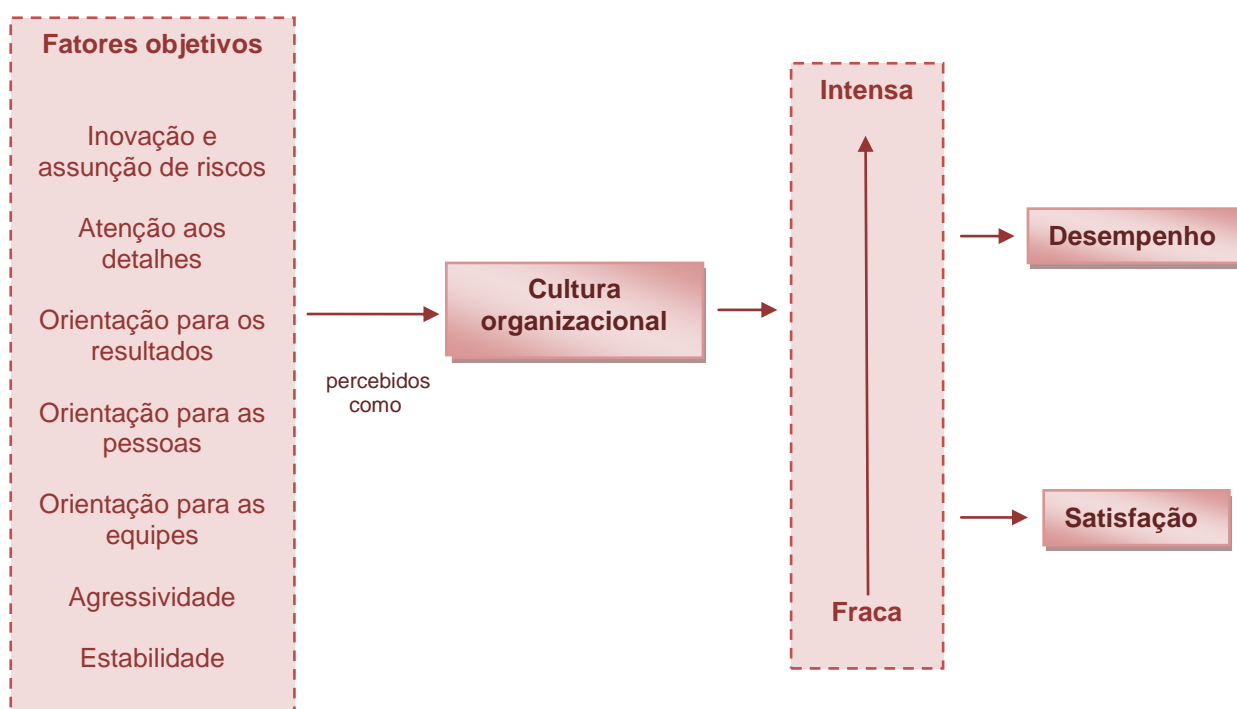 Fatores objetivos
Inovação e
assunção de riscos
Atenção aos
detalhes
Orientação para os
resultados
Orientação para as
pessoas
Orientação para as
equipes
Agressividade
Estabilidade
percebidos
como
Cultura
organizacional
Intensa
Fraca
Desempenho
Satisfação